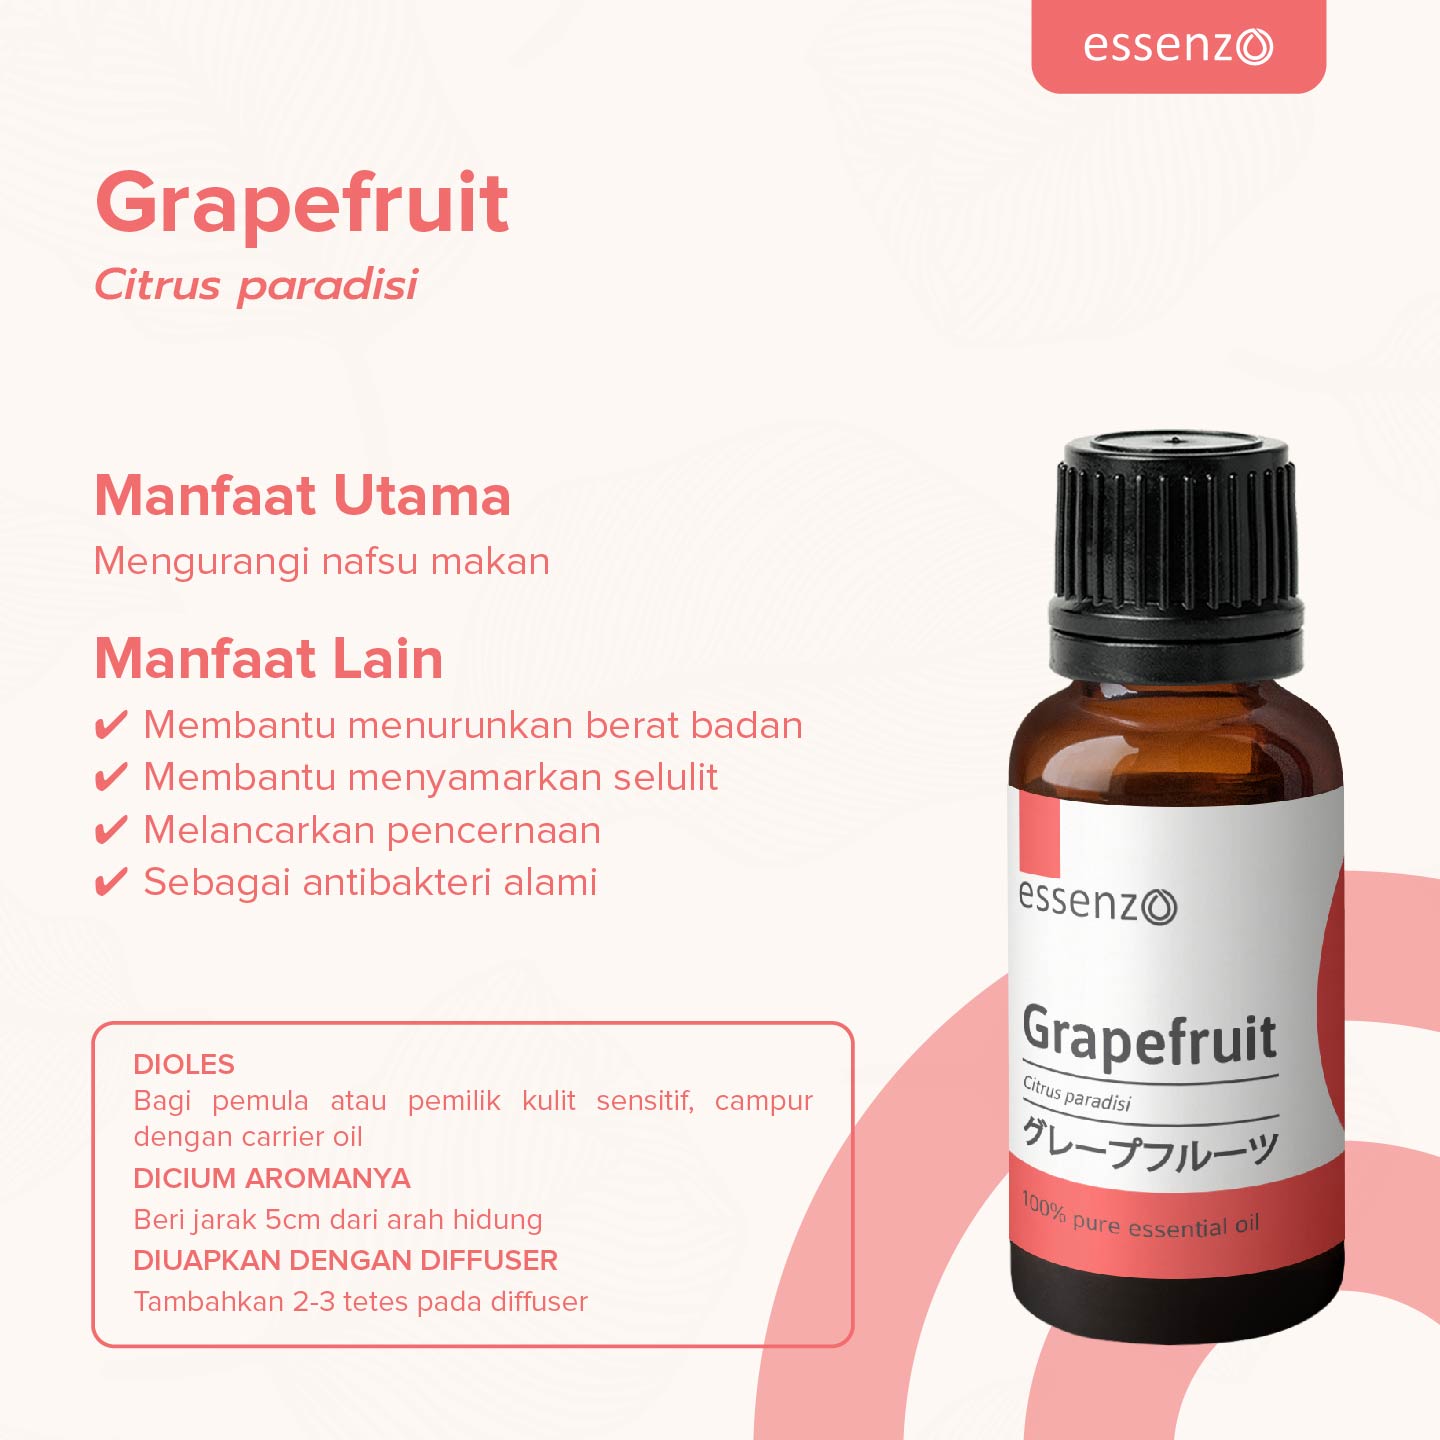 essenzo
Grapefruit
Citrus paradisi
Manfaat Utama
Mengurangi nafsu makan
Manfaat Lain
✔ Membantu menurunkan berat badan
✔ Membantu menyamarkan selulit
✔ Melancarkan pencernaan
✔ Sebagai antibakteri alami
DIOLES
Bagi pemula atau pemilik kulit sensitif, campur
dengan carrier oil
DICIUM AROMANYA
Beri jarak 5cm dari arah hidung
DIUAPKAN DENGAN DIFFUSER
Tambahkan 2-3 tetes pada diffuser
essenzo
Grapefruit
Citrus paradisi
グレープフルーツ
100% pure essential oil